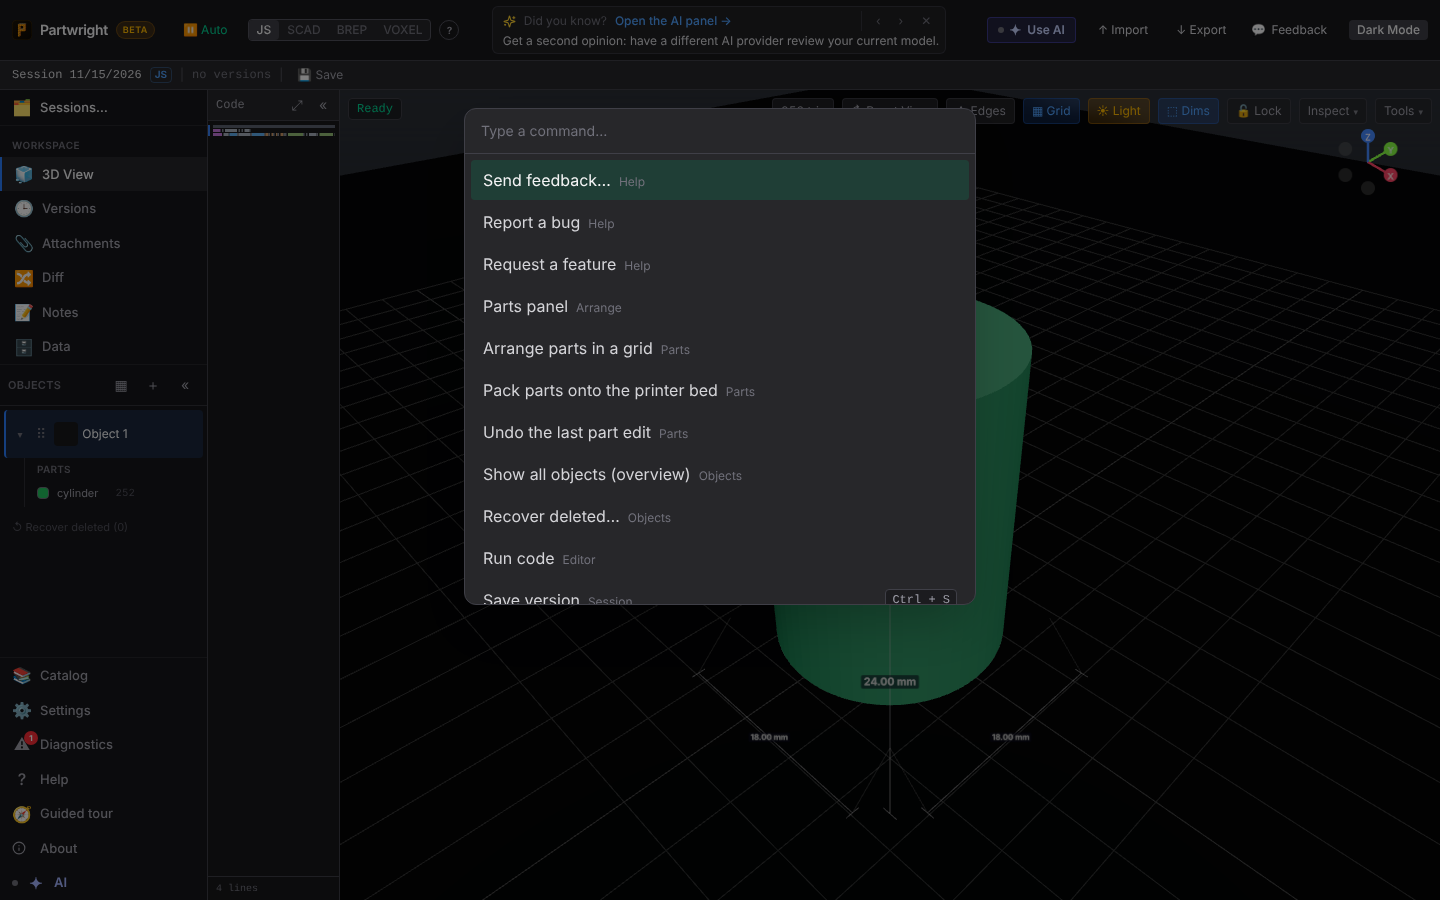 Partwright BETA
Auto
JS SCAD BREP VOXEL ?
Did you know? Open the AI panel →
Get a second opinion: have a different AI provider review your current model.
Use AI
↑ Import
↓ Export
Feedback
Dark Mode
Session 11/15/2026 JS | no versions | Save
Sessions...
WORKSPACE
3D View
Versions
Attachments
Diff
Notes
Data
OBJECTS
Object 1
PARTS
cylinder 252
Recover deleted (0)
Catalog
Settings
1
Diagnostics
? Help
Guided tour
About
AI
Code
4 lines
Ready
Edges
Grid
Light
Dims
Lock
Inspect
Tools
Z
Y
X
Type a command...
Send feedback... Help
Report a bug Help
Request a feature Help
Parts panel Arrange
Arrange parts in a grid Parts
Pack parts onto the printer bed Parts
Undo the last part edit Parts
Show all objects (overview) Objects
Recover deleted... Objects
Run code Editor
Save version Session Ctrl + S
24.00 mm
18.00 mm
18.00 mm